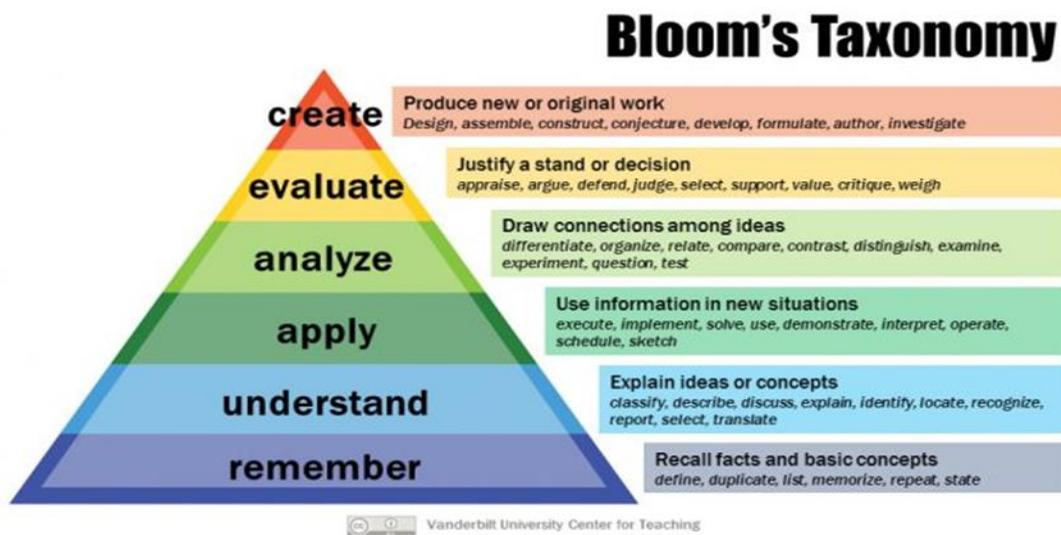 Bloom's Taxonomy
create
Produce new or original work
Design, assemble, construct, conjecture, develop, formulate, author, investigate
evaluate
Justify a stand or decision
appraise, argue, defend, judge, select, support, value, critique, weigh
analyze
Draw connections among ideas
differentiate, organize, relate, compare, contrast, distinguish, examine,
experiment, question, test
apply
Use information in new situations
execute, implement, solve, use, demonstrate, interpret, operate,
schedule, sketch
understand
Explain ideas or concepts
classify, describe, discuss, explain, identify, locate, recognize,
report, select, translate
remember
Recall facts and basic concepts
define, duplicate, list, memorize, repeat, state
cc
Vanderbilt University Center for Teaching